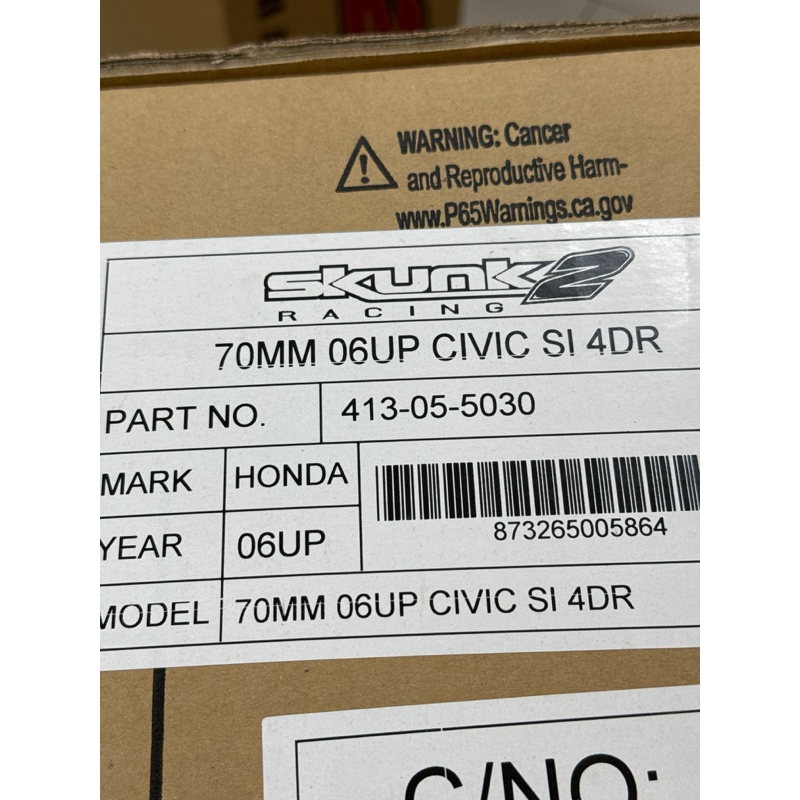 WARNING: Cancer
and Reproductive Harm-
www.P65Warnings.ca.gov
skunk2
RACING
70MM 06UP CIVIC SI 4DR
PART NO. 413-05-5030
MARK HONDA
873265005864
YEAR 06UP
MODEL 70MM 06UP CIVIC SI 4DR
C/NO: